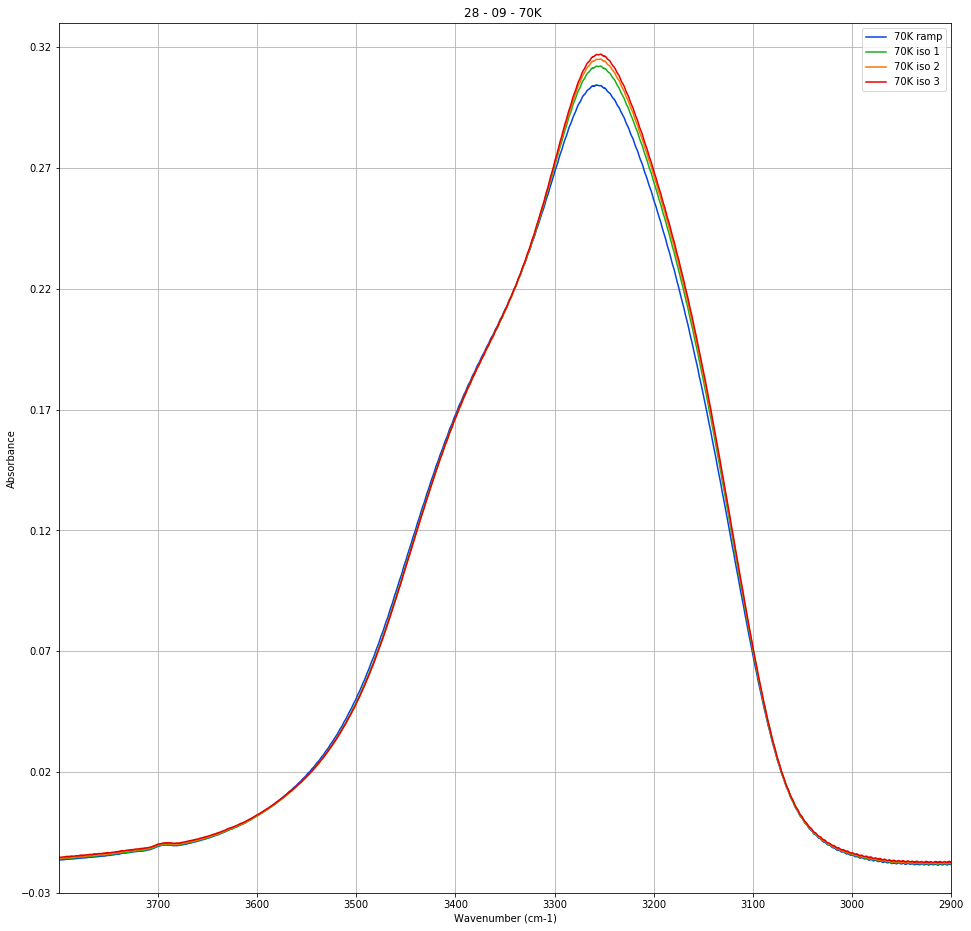 28 - 09 - 70K
70K ramp
70K iso 1
70K iso 2
70K iso 3
Absorbance
0.32
0.27
0.22
0.17
0.12
0.07
0.02
−0.03
3700 3600 3500 3400 3300 3200 3100 3000 2900
Wavenumber (cm-1)